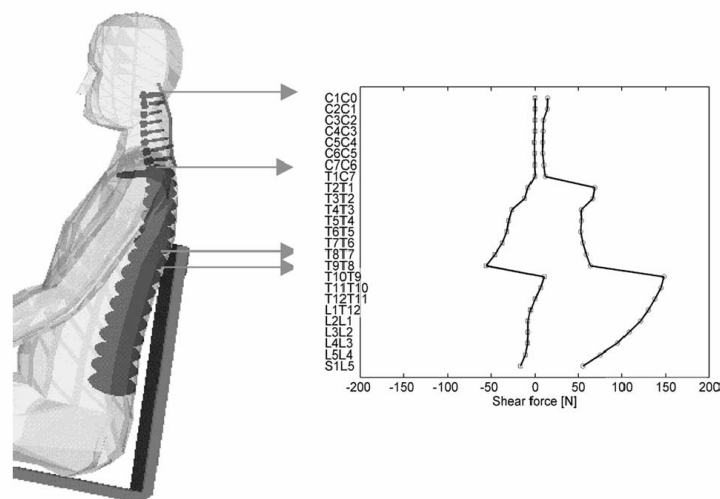 C1C0
C2C1
C3C2
C4C3
C5C4
C6C5
C7C6
T1C7
T2T1
T3T2
T4T3
T5T4
T6T5
T7T6
T8T7
T9T8
T10T9
T11T10
T12T11
L1T12
L2L1
L3L2
L4L3
L5L4
S1L5
-200 -150 -100 -50 0 50 100 150 200
Shear force [N]